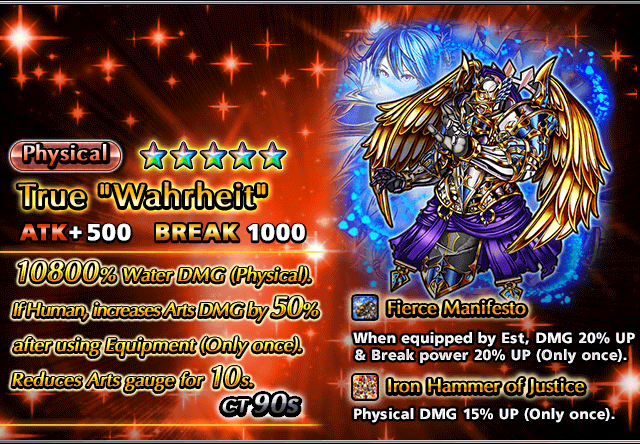 Physical
True "Wahrheit"
ATK+500 BREAK 1000
10800% Water DMG (Physical).
If Human, increases Arts DMG by 50%
after using Equipment (Only once).
Reduces Arts gauge for 10s.
CT 90s
Fierce Manifesto
When equipped by Est, DMG 20% UP
& Break power 20% UP (Only once).
Iron Hammer of Justice
Physical DMG 15% UP (Only once).